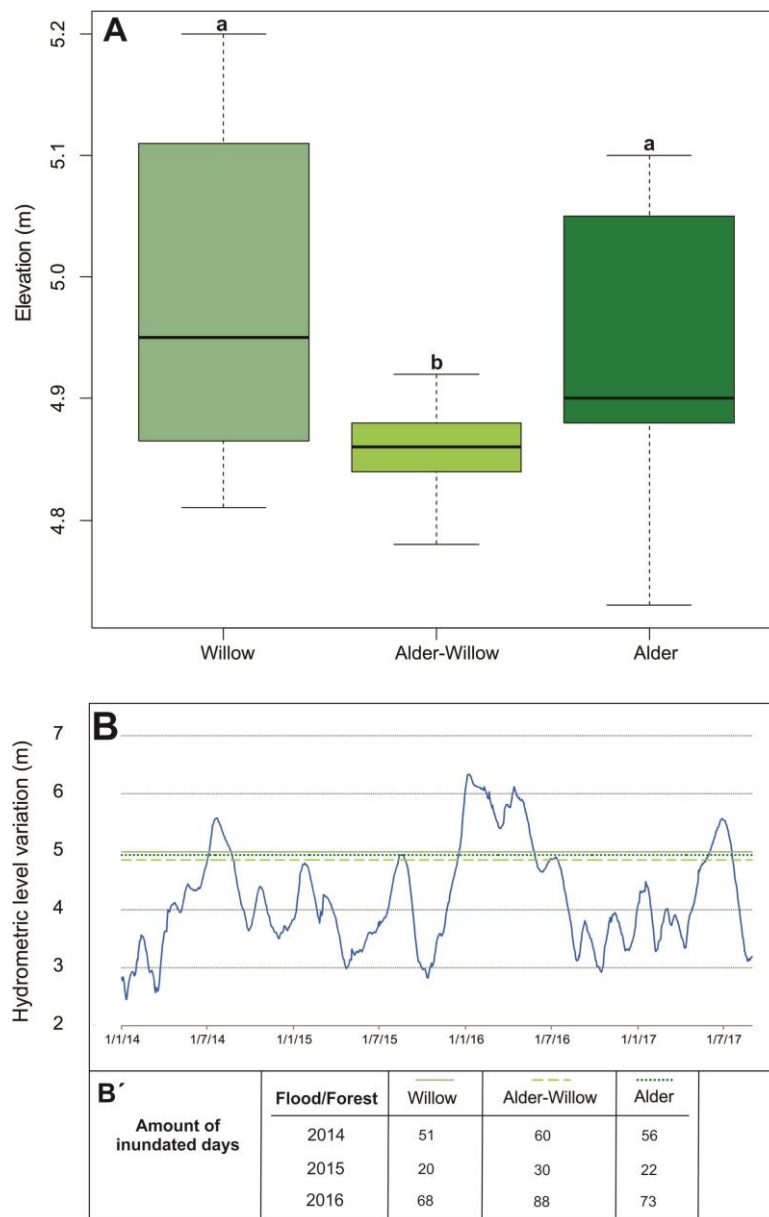 A
a
b
a
Elevation (m)
5.2
5.1
5.0
4.9
4.8
Willow Alder-Willow Alder
B
Hydrometric level variation (m)
7
6
5
4
3
2
1/1/14 1/7/14 1/1/15 1/7/15 1/1/16 1/7/16 1/1/17 1/7/17
B´
Amount of
inundated days
Flood/Forest Willow Alder-Willow Alder
2014 51 60 56
2015 20 30 22
2016 68 88 73